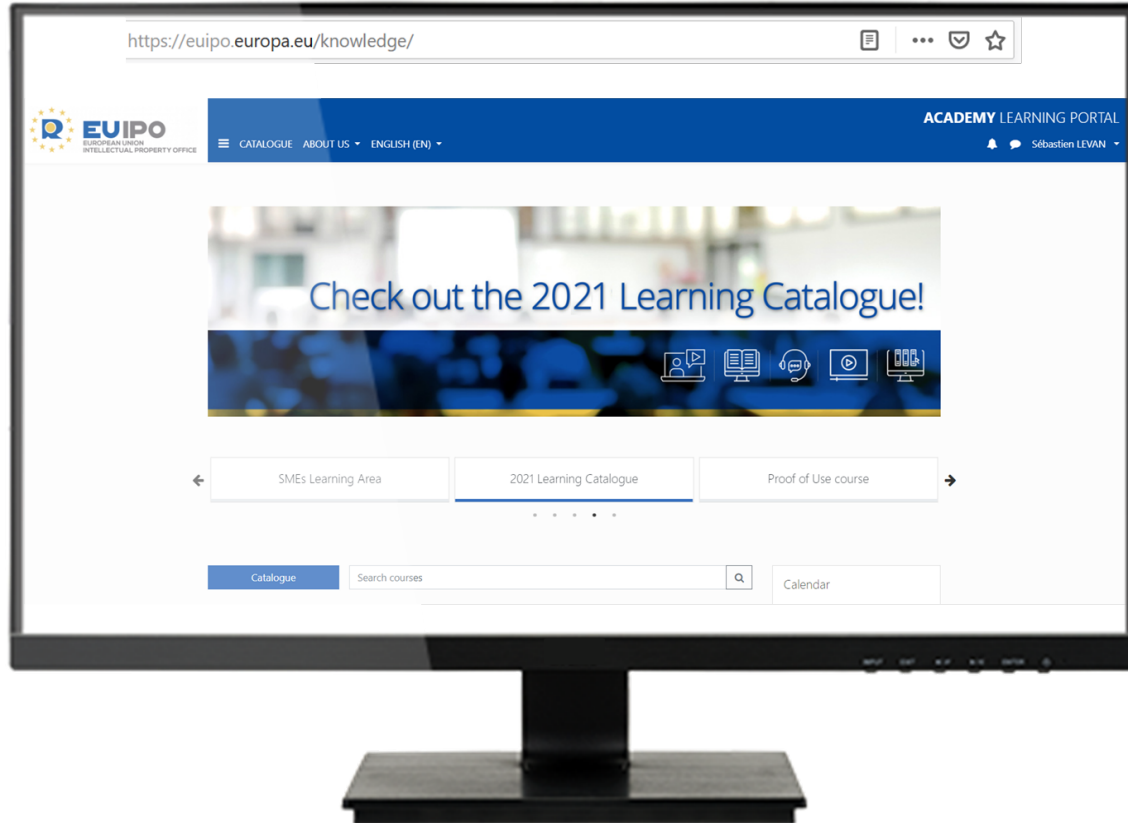 https://euipo.europa.eu/knowledge/
ACADEMY LEARNING PORTAL
EUIPO
EUROPEAN UNION
INTELLECTUAL PROPERTY OFFICE
CATALOGUE ABOUT US ENGLISH (EN)
Sébastien LEVAN
Check out the 2021 Learning Catalogue!
SMEs Learning Area
2021 Learning Catalogue
Proof of Use course
Catalogue
Search courses
Calendar
INPUT
ENTER